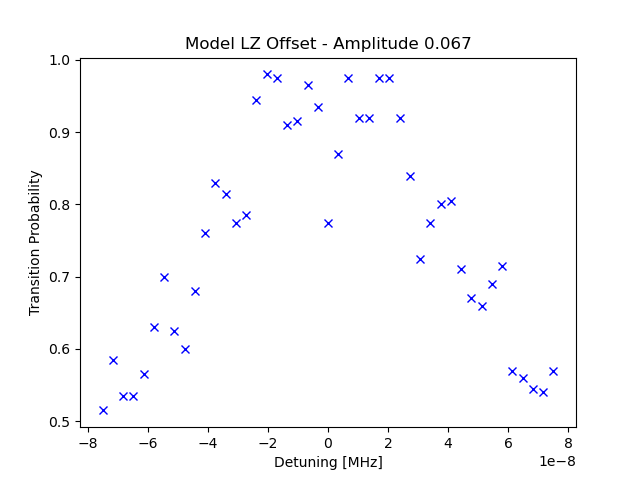 Model LZ Offset - Amplitude 0.067
Transition Probability
1.0
0.9
0.8
0.7
0.6
0.5
−8 −6 −4 −2 0 2 4 6 8
1e−8
Detuning [MHz]